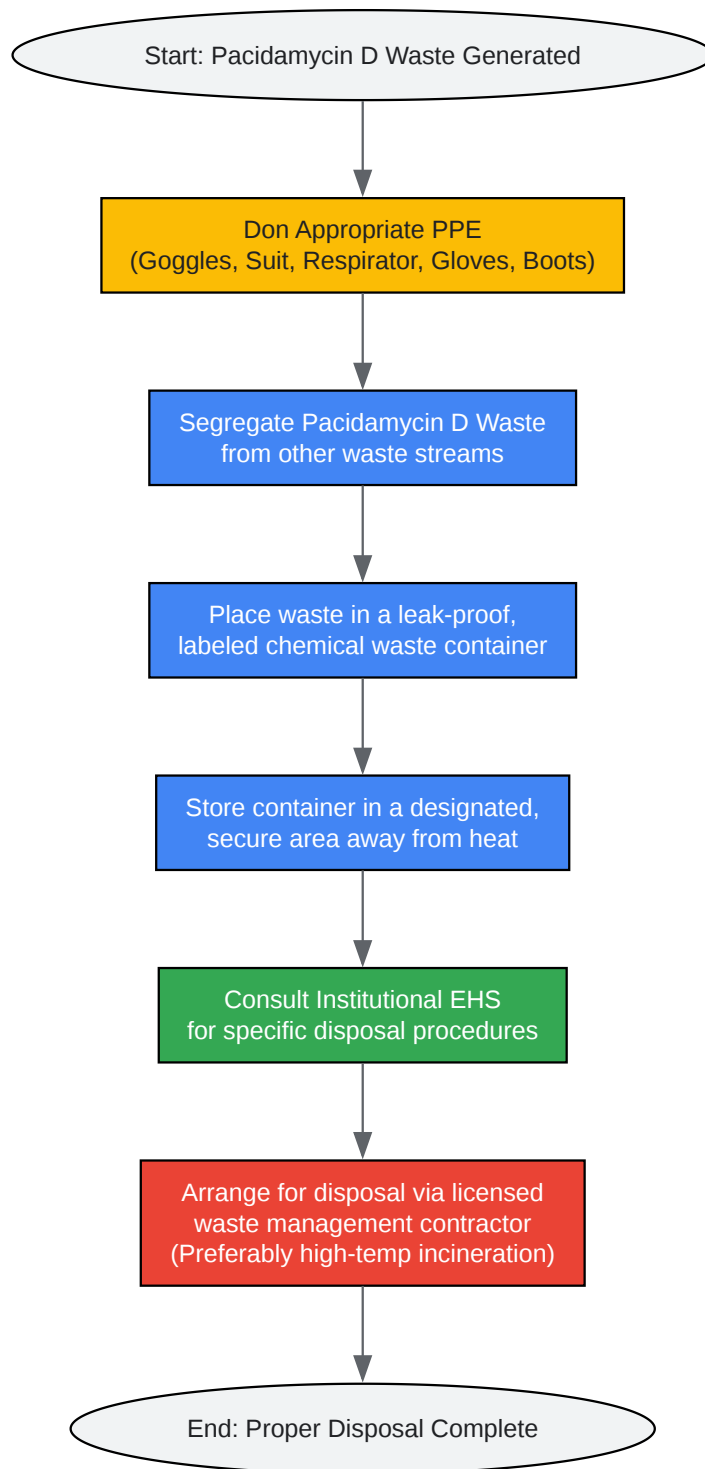 Start: Pacidamycin D Waste Generated
Don Appropriate PPE
(Goggles, Suit, Respirator, Gloves, Boots)
Segregate Pacidamycin D Waste
from other waste streams
Place waste in a leak-proof,
labeled chemical waste container
Store container in a designated,
secure area away from heat
Consult Institutional EHS
for specific disposal procedures
Arrange for disposal via licensed
waste management contractor
(Preferably high-temp incineration)
End: Proper Disposal Complete